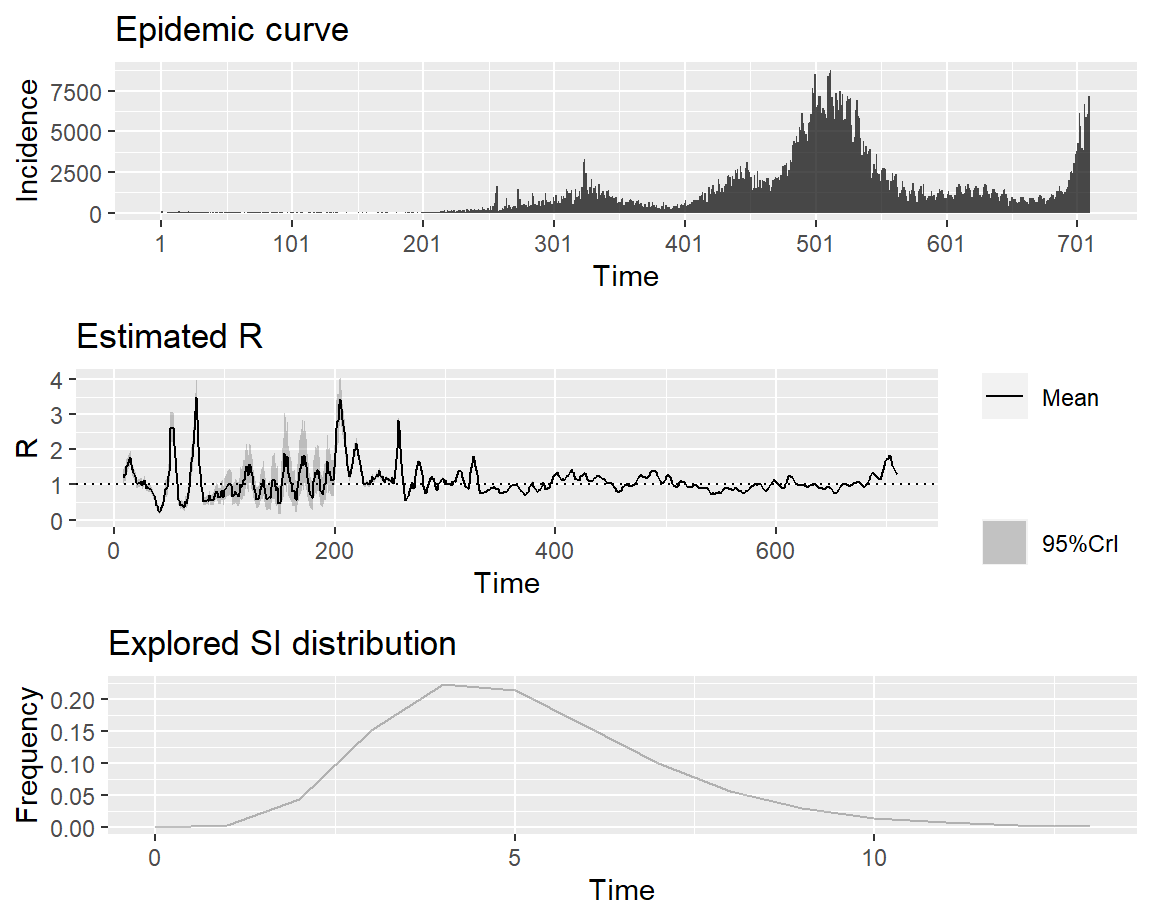 Epidemic curve
Incidence
7500
5000
2500
0
1 101 201 301 401 501 601 701
Time
Estimated R
R
4
3
2
1
0
0 200 400 600
Time
Mean
95%CrI
Explored SI distribution
Frequency
0.20
0.15
0.10
0.05
0.00
0 5 10
Time